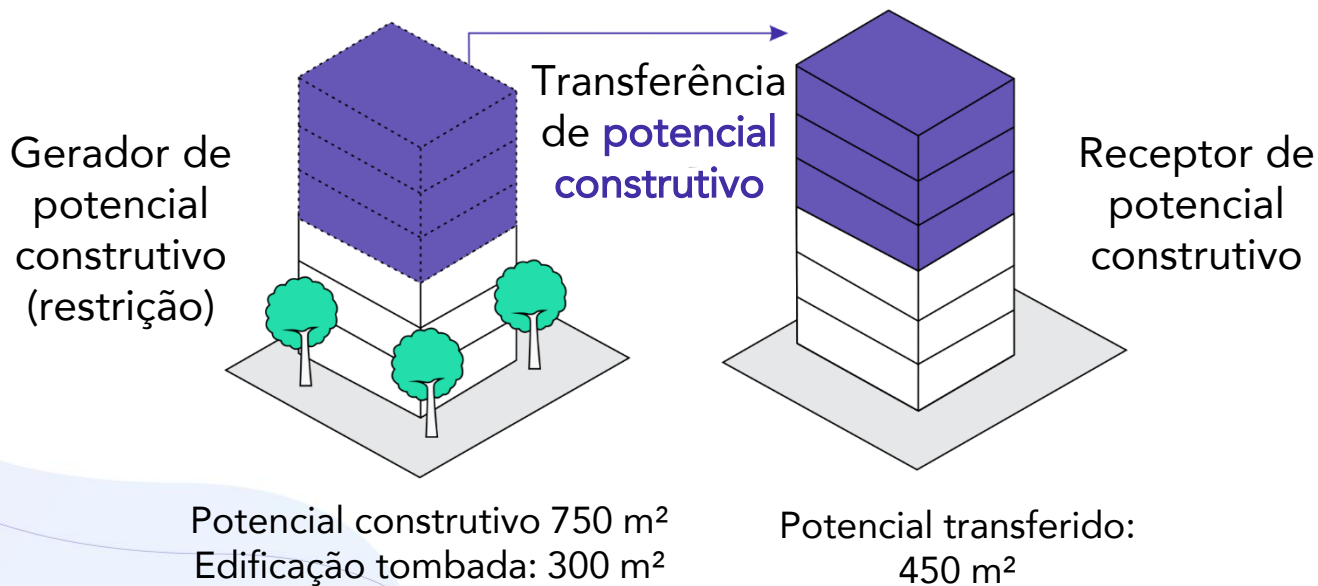 Gerador de
potencial
construtivo
(restrição)
Transferência
de potencial
construtivo
Receptor de
potencial
construtivo
Potencial construtivo 750 m²
Edificação tombada: 300 m²
Potencial transferido:
450 m²